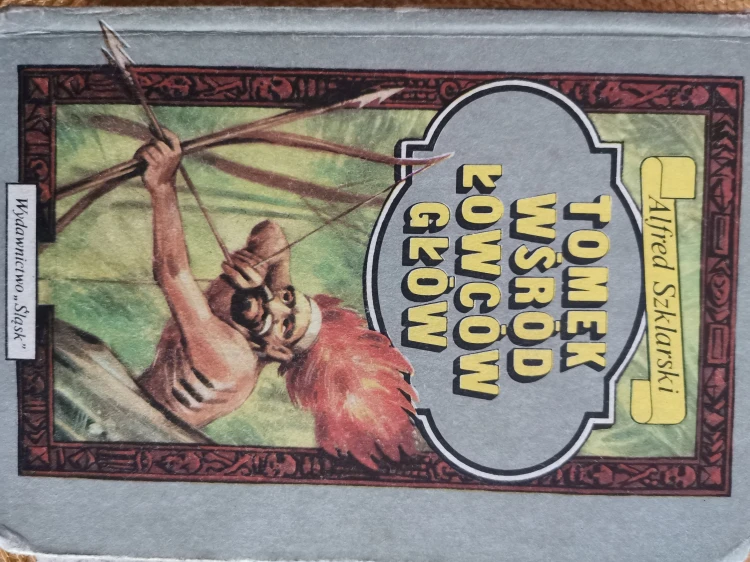 Alfred Szklarski
TOMEK
WŚRÓD
ŁOWCÓW
GŁÓW
Wydawnictwo „Śląsk”